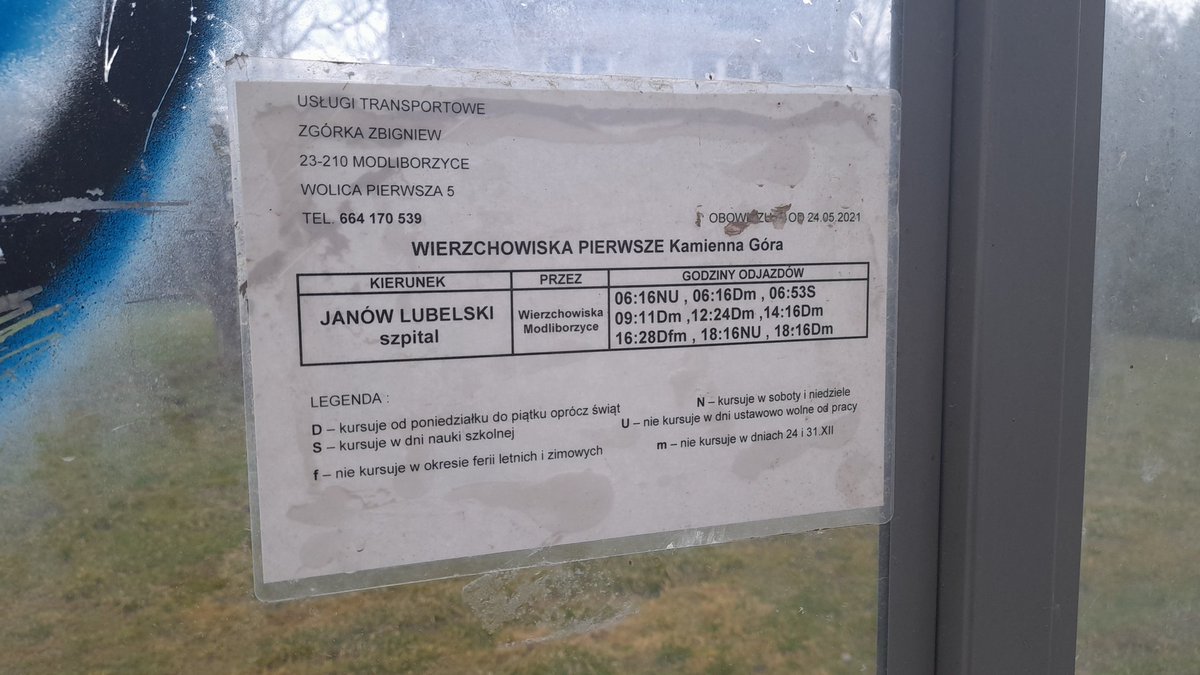 USŁUGI TRANSPORTOWE
ZGÓRKA ZBIGNIEW
23-210 MODLIBORZYCE
WOLICA PIERWSZA 5
TEL. 664 170 539
OD 24.05.2021
WIERZCHOWISKA PIERWSZE Kamienna Góra
KIERUNEK PRZEZ GODZINY ODJAZDÓW
JANÓW LUBELSKI
szpital
Wierzchowiska
Modliborzyce
06:16NU , 06:16Dm , 06:53S
09:11Dm ,12:24Dm ,14:16Dm
16:28Dfm , 18:16NU , 18:16Dm
LEGENDA :
D – kursuje od poniedziałku do piątku oprócz świąt
S – kursuje w dni nauki szkolnej
f – nie kursuje w okresie ferii letnich i zimowych
N – kursuje w soboty i niedziele
U – nie kursuje w dni ustawowo wolne od pracy
m – nie kursuje w dniach 24 i 31.XII